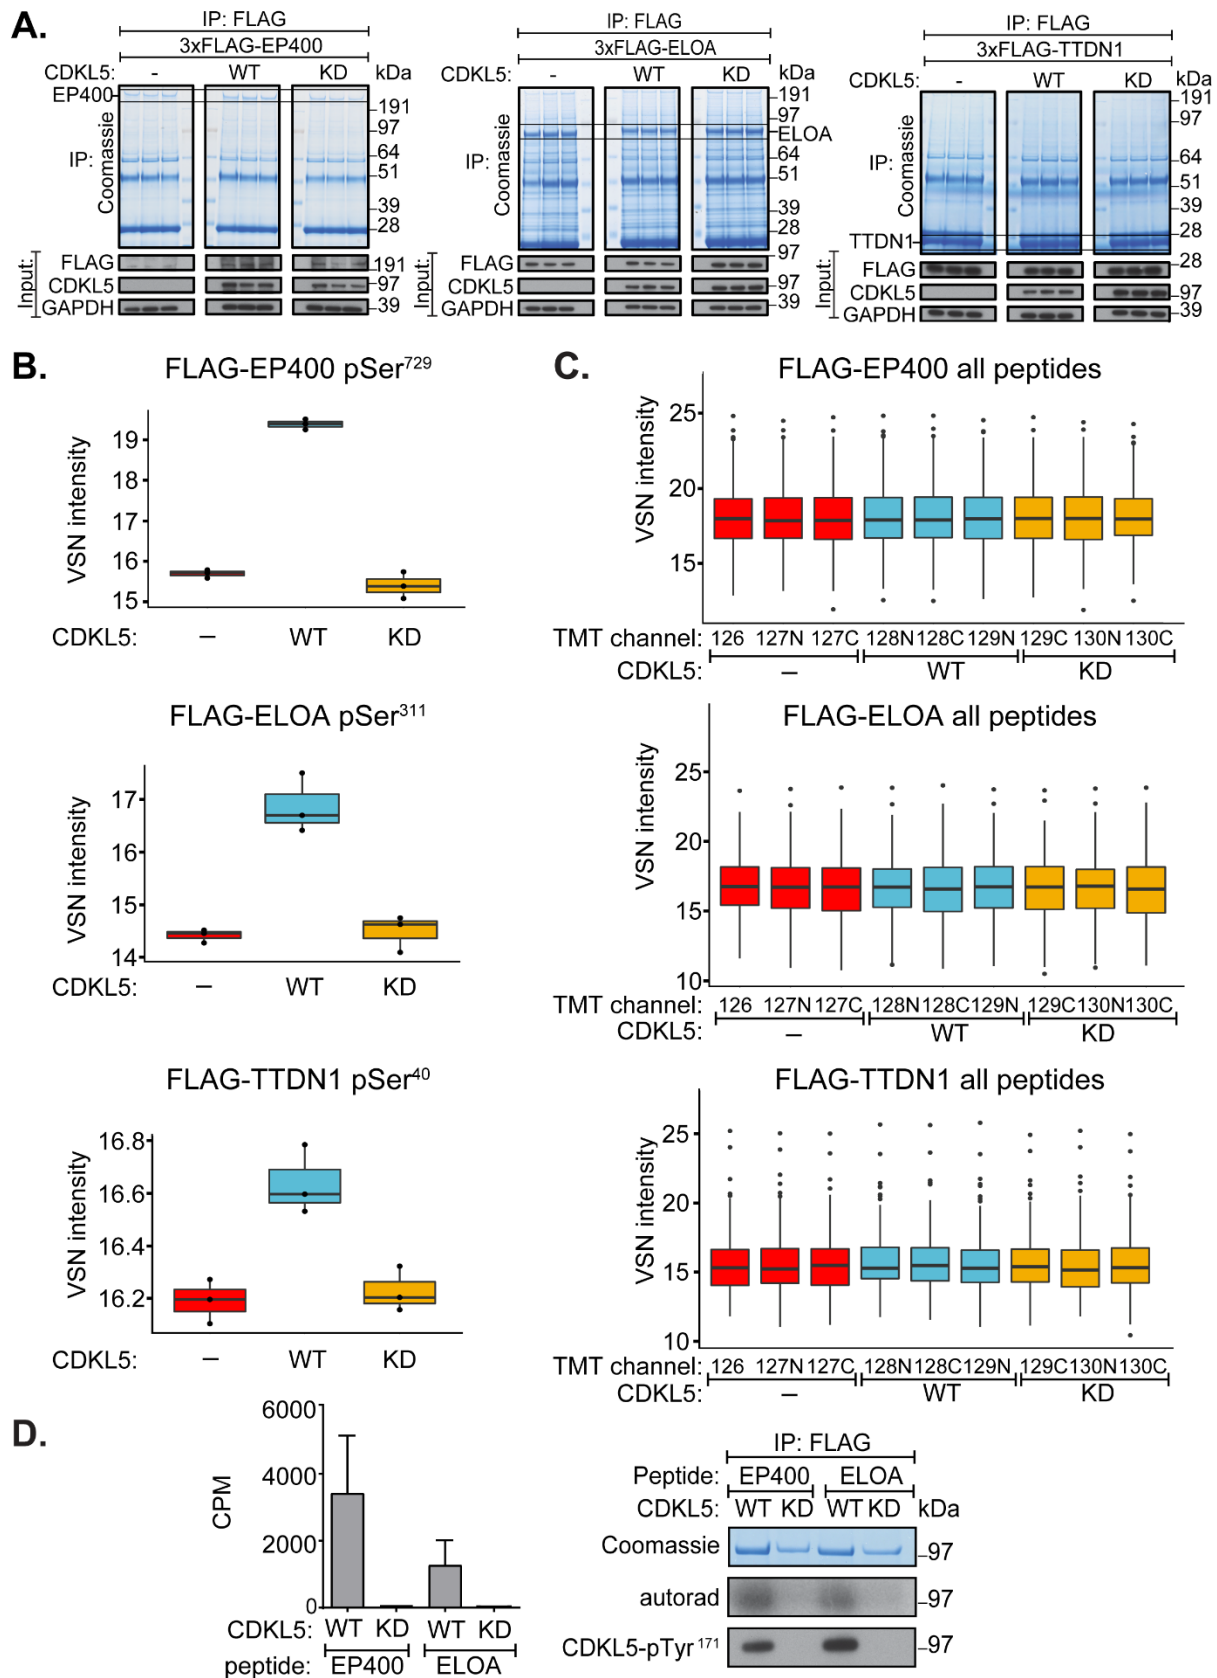 A.
IP: FLAG
3xFLAG-EP400
CDKL5: - WT KD kDa
EP400
191
97
64
51
39
28
IP:
Coomassie
Input:
FLAG 191
CDKL5 97
GAPDH 39
IP: FLAG
3xFLAG-ELOA
CDKL5: - WT KD kDa
191
97
ELOA
64
51
39
28
IP:
Coomassie
Input:
FLAG 97
CDKL5 97
GAPDH 39
IP: FLAG
3xFLAG-TTDN1
CDKL5: - WT KD kDa
191
97
64
51
39
28
IP:
Coomassie
TTDN1
Input:
FLAG 28
CDKL5 97
GAPDH 39
B.
FLAG-EP400 pSer729
VSN intensity
19
18
17
16
15
CDKL5: – WT KD
FLAG-ELOA pSer311
VSN intensity
17
16
15
14
CDKL5: – WT KD
FLAG-TTDN1 pSer40
VSN intensity
16.8
16.6
16.4
16.2
CDKL5: – WT KD
C.
FLAG-EP400 all peptides
VSN intensity
25
20
15
TMT channel: 126 127N 127C 128N 128C 129N 129C 130N 130C
CDKL5: – WT KD
FLAG-ELOA all peptides
VSN intensity
25
20
15
10
TMT channel: 126 127N 127C 128N 128C 129N 129C 130N 130C
CDKL5: – WT KD
FLAG-TTDN1 all peptides
VSN intensity
25
20
15
10
TMT channel: 126 127N 127C 128N 128C 129N 129C 130N 130C
CDKL5: – WT KD
D.
CPM
6000
4000
2000
0
CDKL5: WT KD WT KD
peptide: EP400 ELOA
IP: FLAG
Peptide: EP400 ELOA
CDKL5: WT KD WT KD kDa
Coomassie 97
autorad 97
CDKL5-pTyr171 97